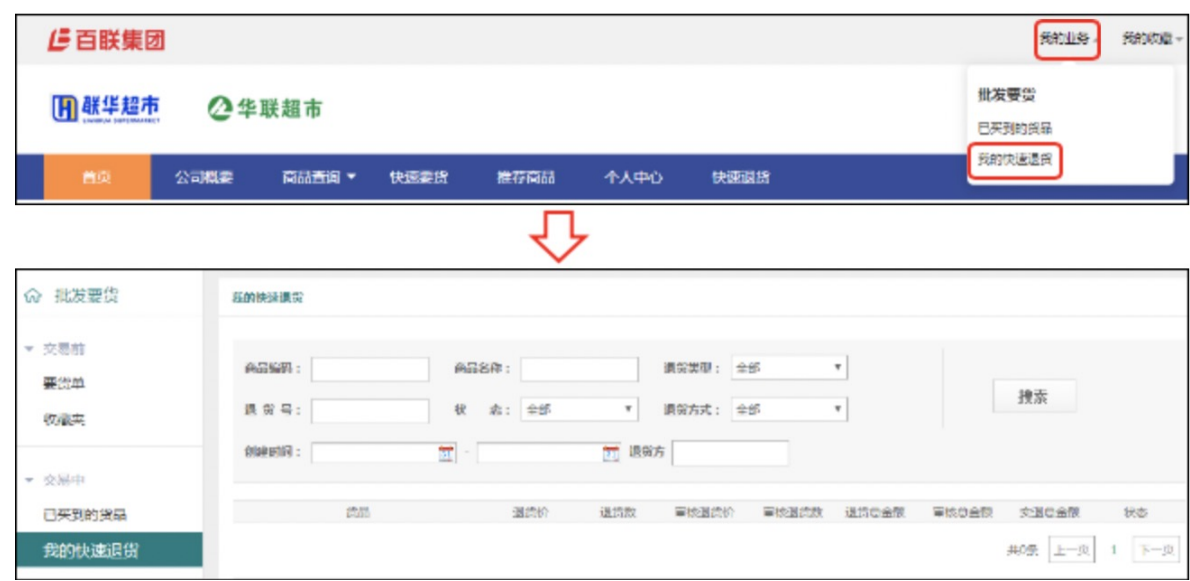 百联集团
我的业务
我的收藏
联华超市
LIANHUA SUPERMARKET
华联超市
批发要货
已买到的货品
我的快速退货
首页 公司概要 商品查询 快速要货 推荐商品 个人中心 快速退货
批发要货
我的快速退货
交易前
要货单
收藏夹
交易中
已买到的货品
我的快速退货
商品编码: 商品名称: 退货类型: 全部
退 货 号: 状 态: 全部 退货方式: 全部
搜索
创建时间: - 退货方
货品 退货价 退货数 审核退货价 审核退货数 退货总金额 审核总金额 实退总金额 状态
共0条 上一页 1 下一页